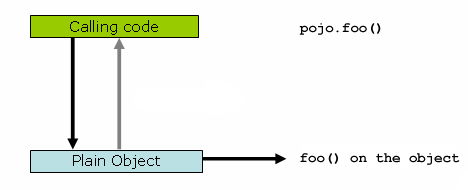 Calling code
pojo.foo()
Plain Object
foo() on the object